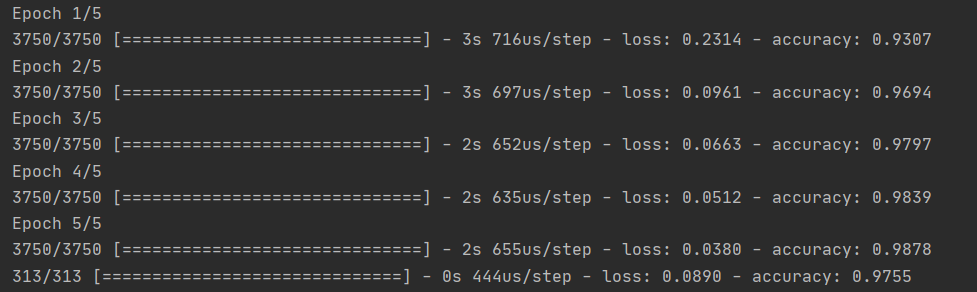 Epoch 1/5
3750/3750 [==============================] - 3s 716us/step - loss: 0.2314 - accuracy: 0.9307
Epoch 2/5
3750/3750 [==============================] - 3s 697us/step - loss: 0.0961 - accuracy: 0.9694
Epoch 3/5
3750/3750 [==============================] - 2s 652us/step - loss: 0.0663 - accuracy: 0.9797
Epoch 4/5
3750/3750 [==============================] - 2s 635us/step - loss: 0.0512 - accuracy: 0.9839
Epoch 5/5
3750/3750 [==============================] - 2s 655us/step - loss: 0.0380 - accuracy: 0.9878
313/313 [==============================] - 0s 444us/step - loss: 0.0890 - accuracy: 0.9755